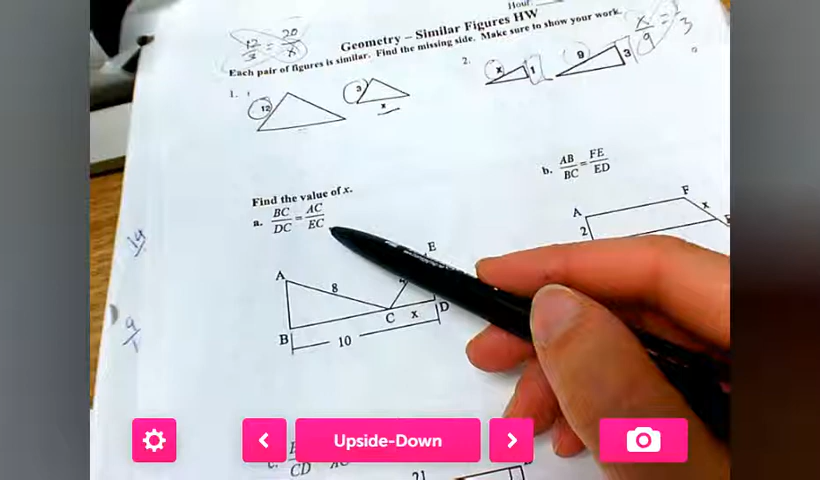 Hour
Geometry – Similar Figures HW
Each pair of figures is similar. Find the missing side. Make sure to show your work.
12/3 = 20/x
x/9 = 1/3
1.
12
3
x
2.
x
1
9
3
Find the value of x.
a. BC/DC = AC/EC
b. AB/BC = FE/ED
A
8
E
4
B
C
x
D
10
A
F
x
2
CD
21
Upside-Down